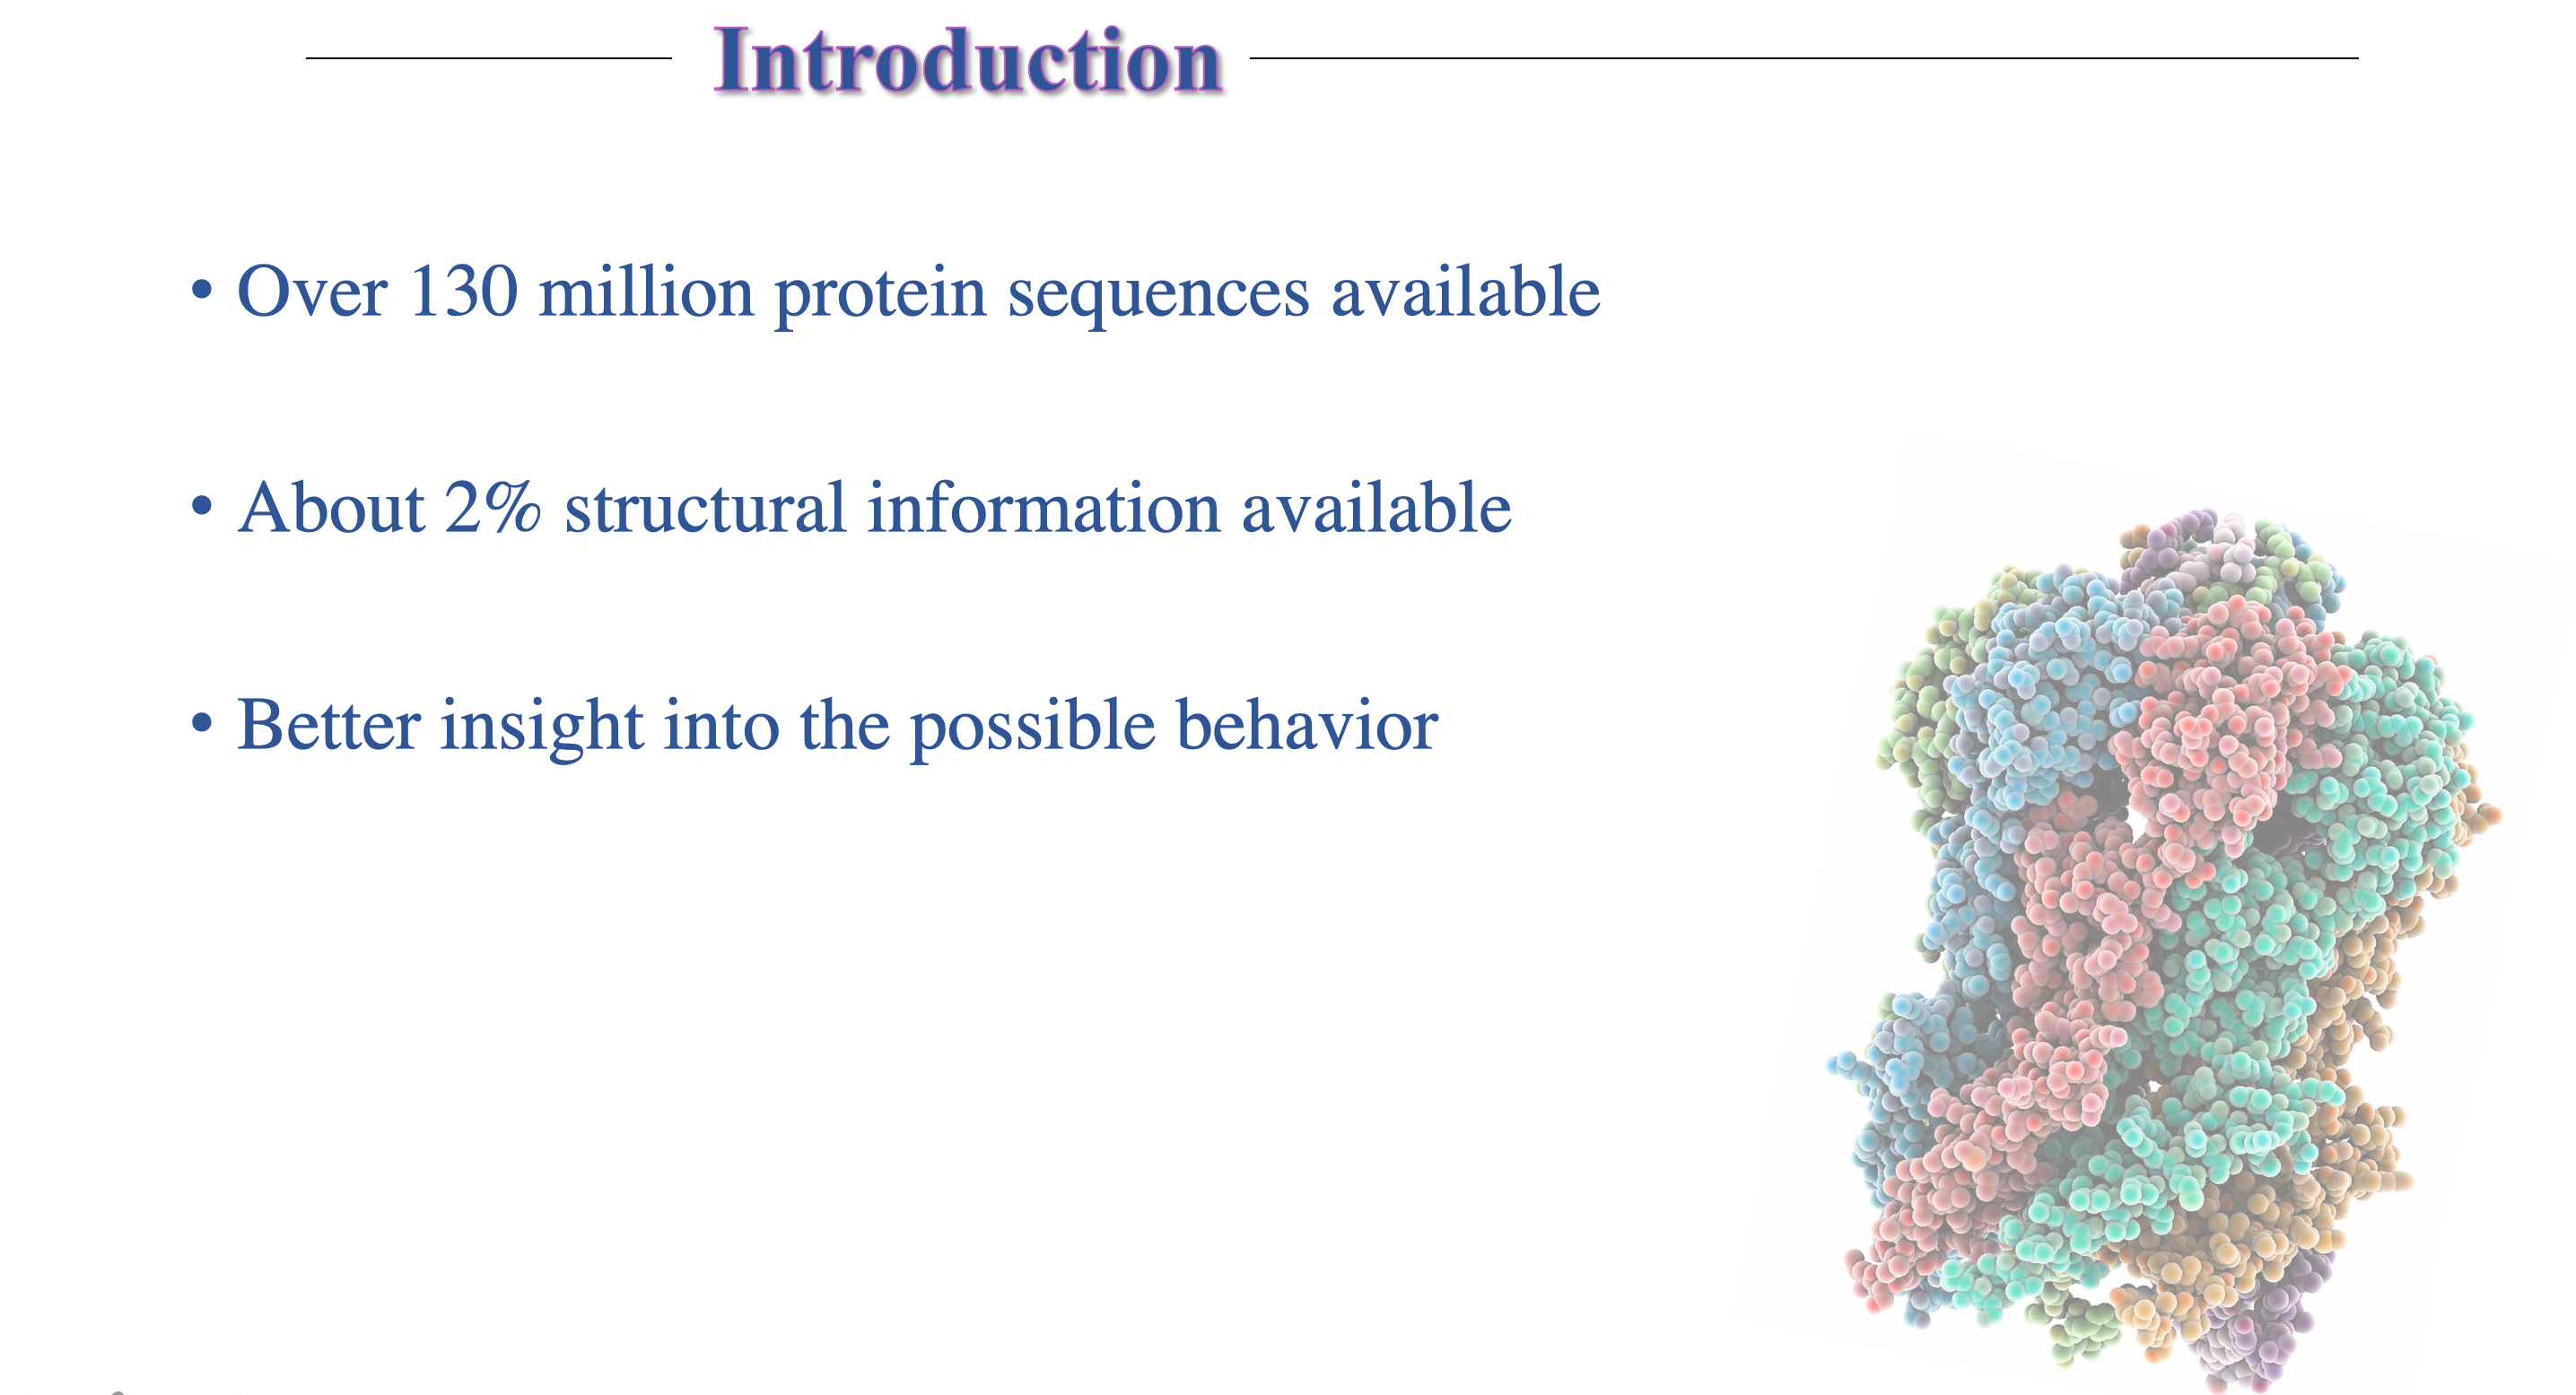 Introduction
• Over 130 million protein sequences available
• About 2% structural information available
• Better insight into the possible behavior